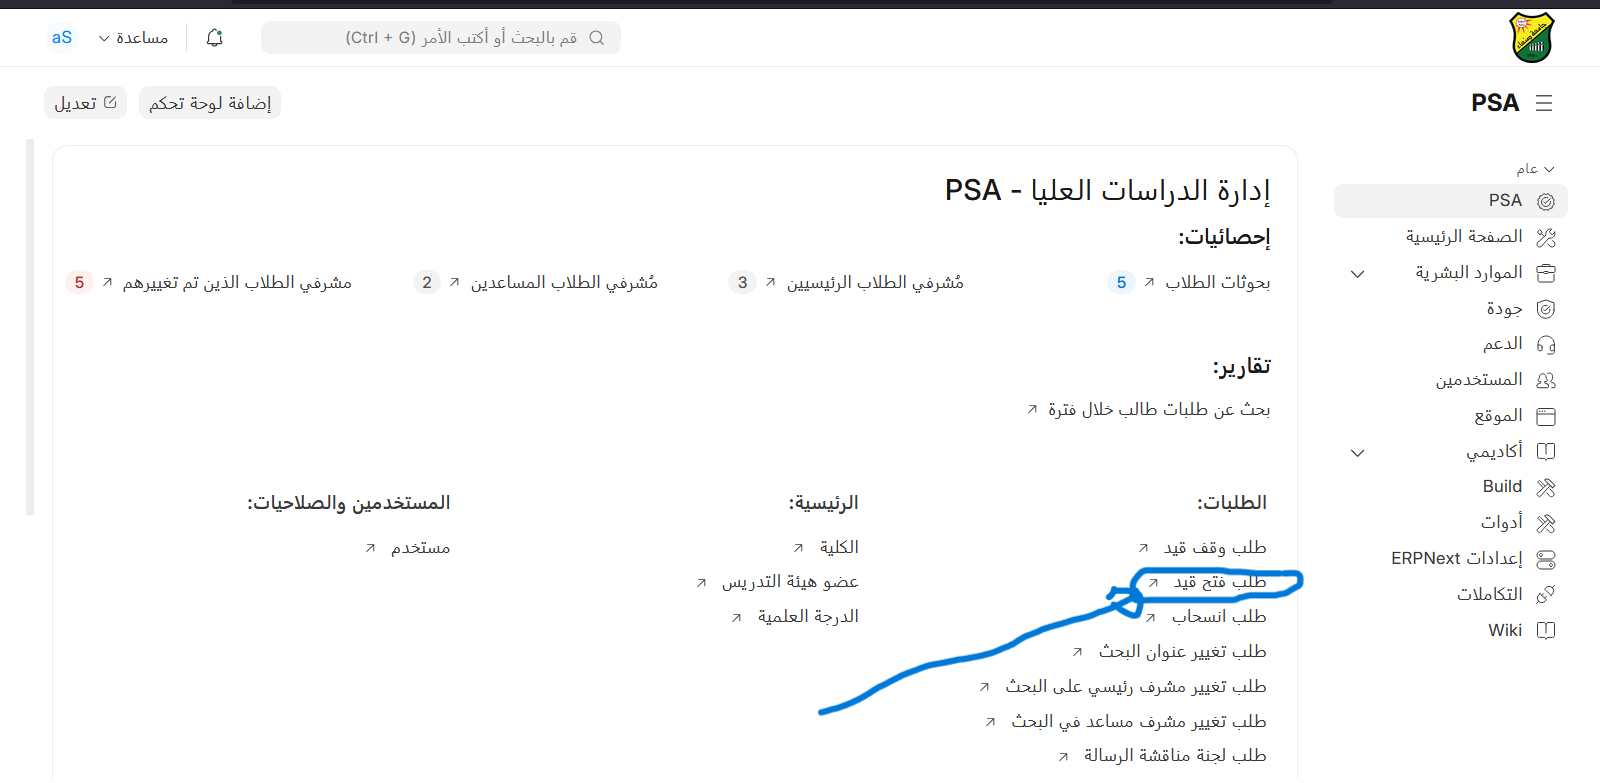 قم بالبحث أو أكتب الأمر (Ctrl + G)
مساعدة
aS
PSA
إضافة لوحة تحكم
تعديل
عام
PSA
الصفحة الرئيسية
الموارد البشرية
جودة
الدعم
المستخدمين
الموقع
أكاديمي
Build
أدوات
إعدادات ERPNext
التكاملات
Wiki
إدارة الدراسات العليا - PSA
إحصائيات:
بحوثات الطلاب 5
مُشرفي الطلاب الرئيسيين 3
مُشرفي الطلاب المساعدين 2
مشرفي الطلاب الذين تم تغييرهم 5
تقارير:
بحث عن طلبات طالب خلال فترة
الطلبات:
طلب وقف قيد
طلب فتح قيد
طلب انسحاب
طلب تغيير عنوان البحث
طلب تغيير مشرف رئيسي على البحث
طلب تغيير مشرف مساعد في البحث
طلب لجنة مناقشة الرسالة
الرئيسية:
الكلية
عضو هيئة التدريس
الدرجة العلمية
المستخدمين والصلاحيات:
مستخدم